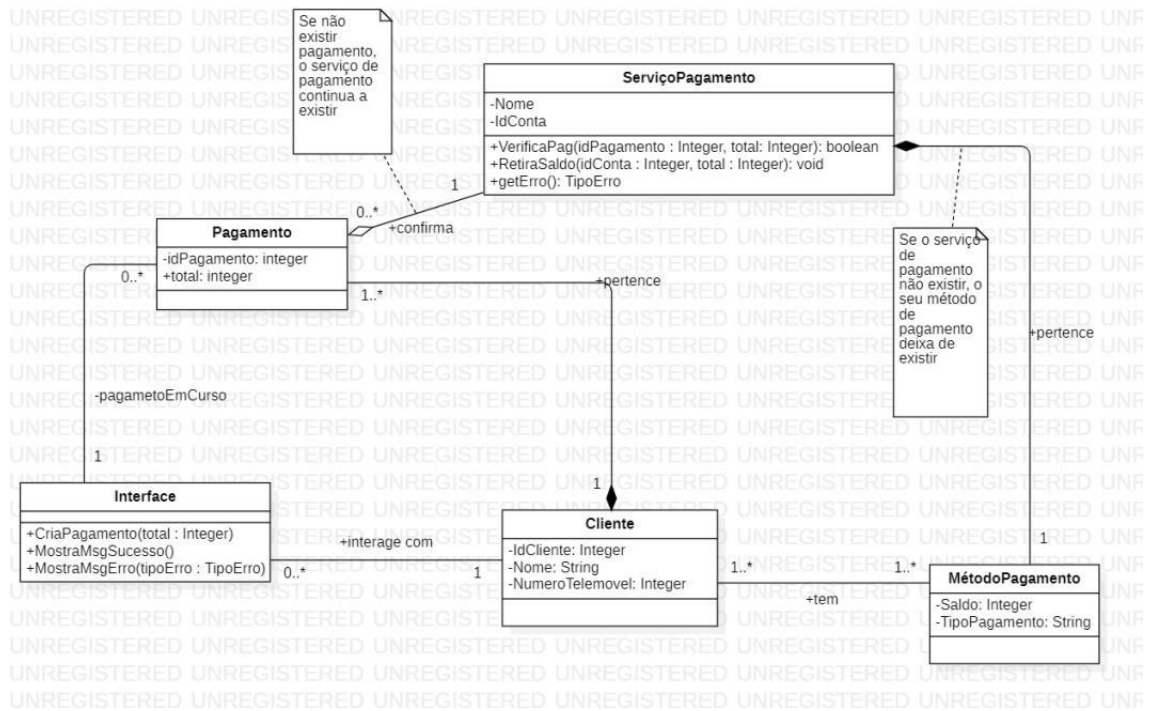 Se não
existir
pagamento,
o serviço de
pagamento
continua a
existir
ServiçoPagamento
-Nome
-IdConta
+VerificaPag(idPagamento : Integer, total: Integer): boolean
+RetiraSaldo(idConta : Integer, total : Integer): void
+getErro(): TipoErro
1
0..*
+confirma
Pagamento
-idPagamento: integer
+total: integer
0..*
1..*
+pertence
Se o serviço
de
pagamento
não existir, o
seu método
de
pagamento
deixa de
existir
+pertence
-pagametoEmCurso
1
1
1
Interface
+CriaPagamento(total : Integer)
+MostraMsgSucesso()
+MostraMsgErro(tipoErro : TipoErro)
+interage com
0..*
1
Cliente
-IdCliente: Integer
-Nome: String
-NumeroTelemovel: Integer
1..*
1..*
+tem
MétodoPagamento
-Saldo: Integer
-TipoPagamento: String
UNREGISTERED